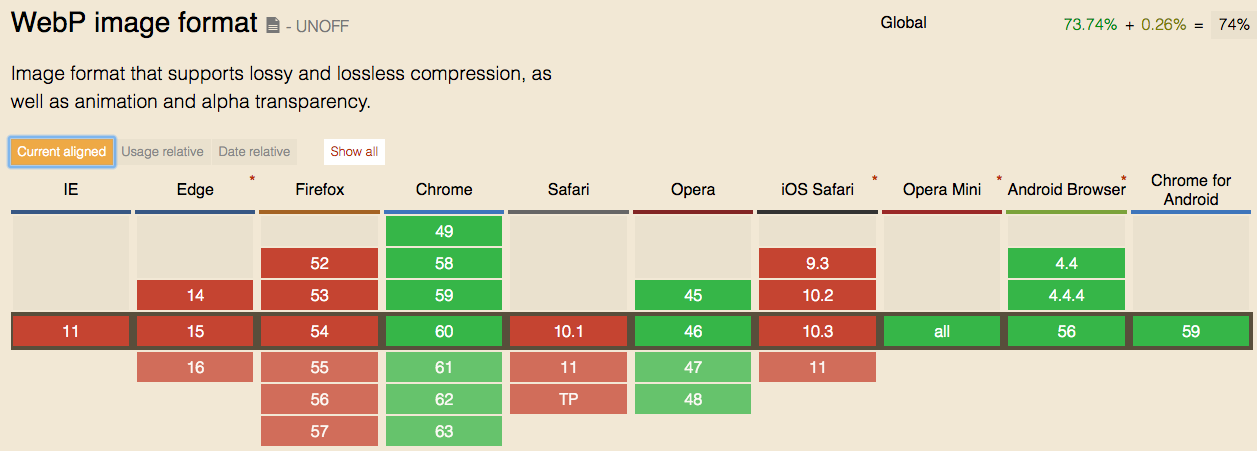 WebP image format - UNOFF Global 73.74% + 0.26% = 74%
Image format that supports lossy and lossless compression, as
well as animation and alpha transparency.
Current aligned Usage relative Date relative Show all
IE Edge * Firefox Chrome Safari Opera iOS Safari * Opera Mini * Android Browser Chrome for
Android
49
52 58 9.3 4.4
14 53 59 45 10.2 4.4.4
11 15 54 60 10.1 46 10.3 all 56 59
16 55 61 11 47 11
56 62 TP 48
57 63